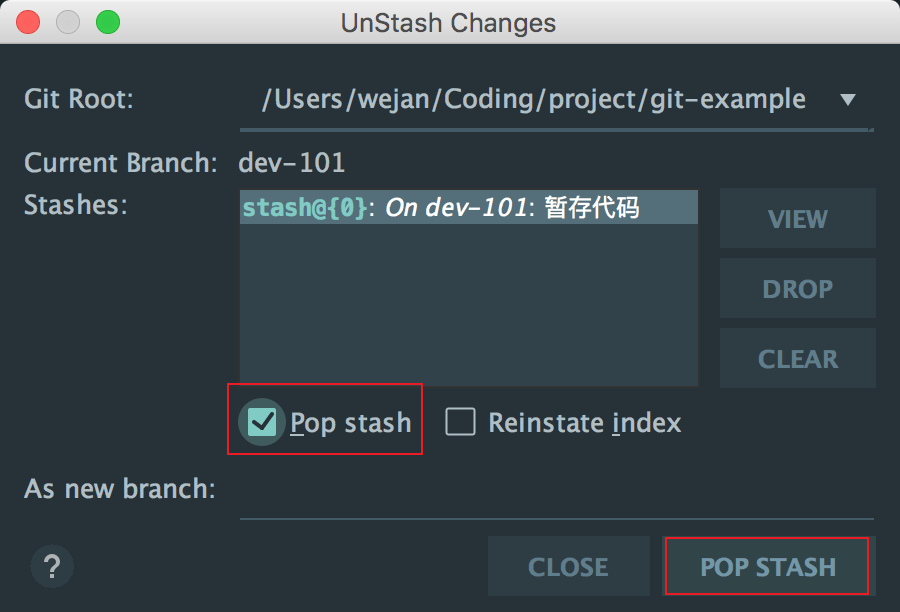 UnStash Changes
Git Root: /Users/wejan/Coding/project/git-example
Current Branch: dev-101
Stashes:
stash@{0}: On dev-101: 暂存代码
VIEW
DROP
CLEAR
Pop stash Reinstate index
As new branch:
? CLOSE POP STASH